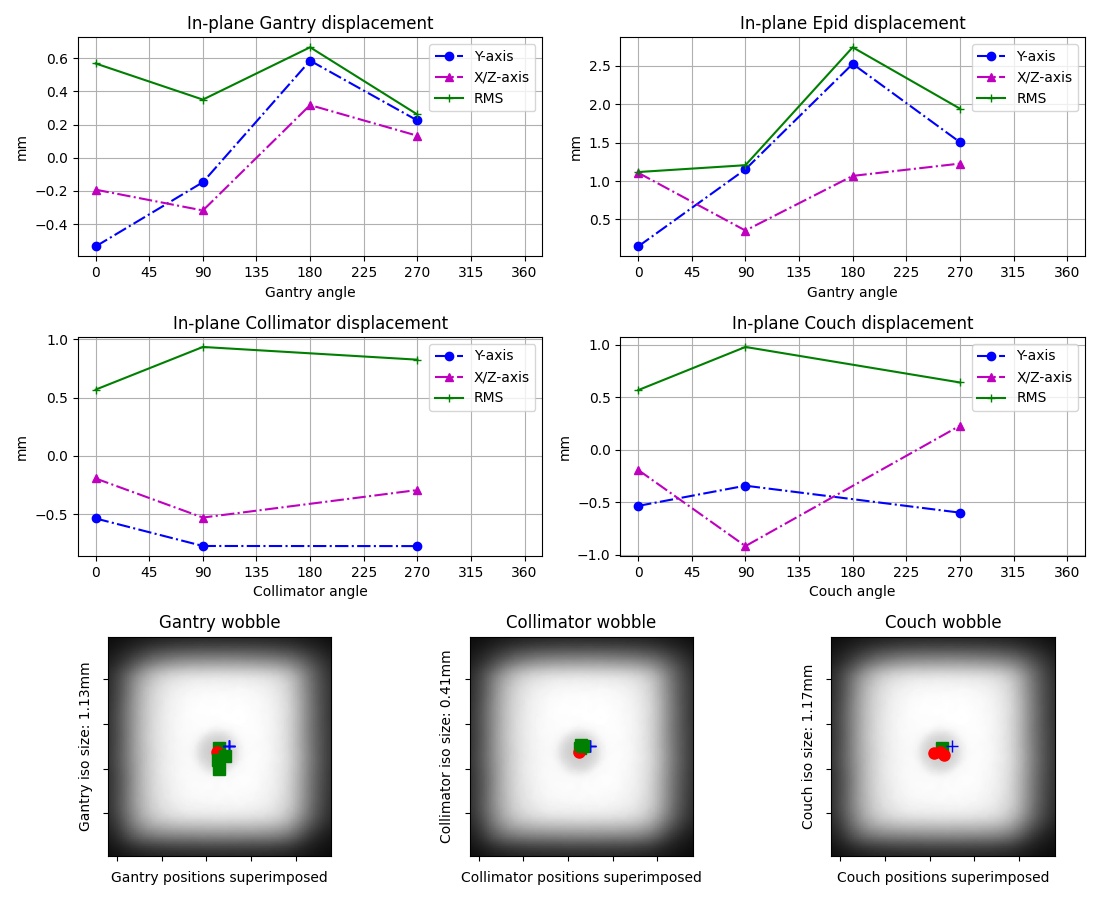 In-plane Gantry displacement
mm
0.6
0.4
0.2
0.0
−0.2
−0.4
Y-axis
X/Z-axis
RMS
0 45 90 135 180 225 270 315 360
Gantry angle
In-plane Epid displacement
mm
2.5
2.0
1.5
1.0
0.5
Y-axis
X/Z-axis
RMS
0 45 90 135 180 225 270 315 360
Gantry angle
In-plane Collimator displacement
mm
1.0
0.5
0.0
−0.5
Y-axis
X/Z-axis
RMS
0 45 90 135 180 225 270 315 360
Collimator angle
In-plane Couch displacement
mm
1.0
0.5
0.0
−0.5
−1.0
Y-axis
X/Z-axis
RMS
0 45 90 135 180 225 270 315 360
Couch angle
Gantry wobble
Gantry iso size: 1.13mm
Gantry positions superimposed
Collimator wobble
Collimator iso size: 0.41mm
Collimator positions superimposed
Couch wobble
Couch iso size: 1.17mm
Couch positions superimposed